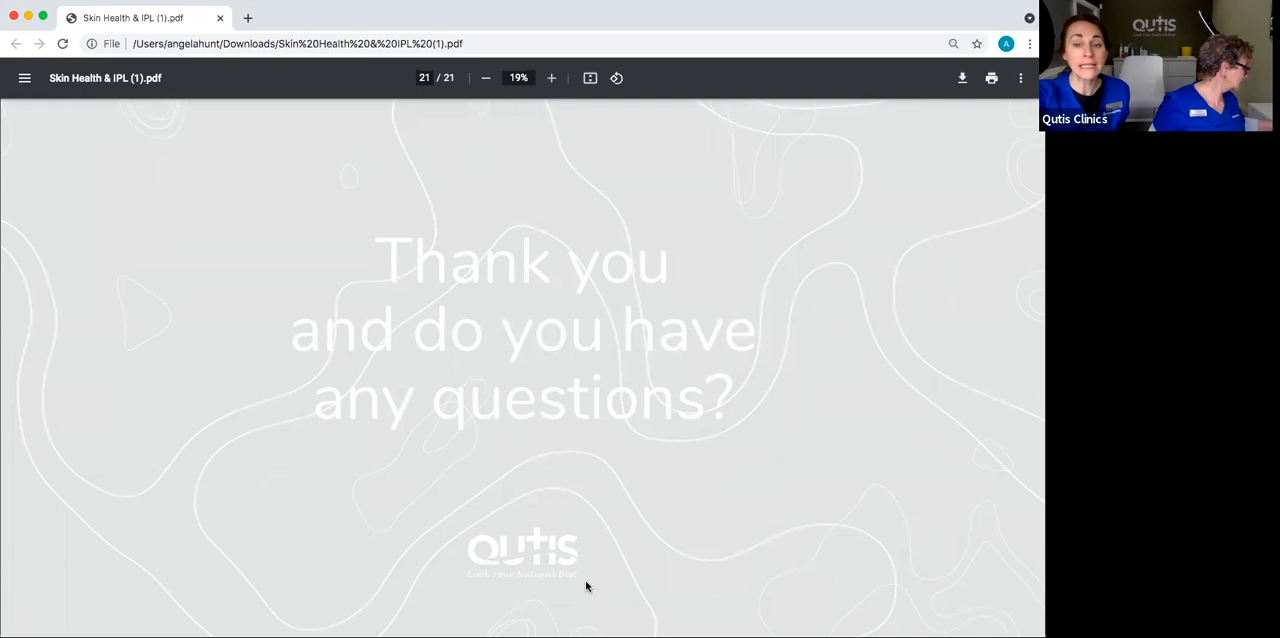 Skin Health & IPL (1).pdf
File
/Users/angelahunt/Downloads/Skin%20Health%20&%20IPL%20(1).pdf
A
Skin Health & IPL (1).pdf
21 / 21
19%
QUTIS
Qutis Clinics
Thank you
and do you have
any questions?
QUTIS
Look Your Natural Best